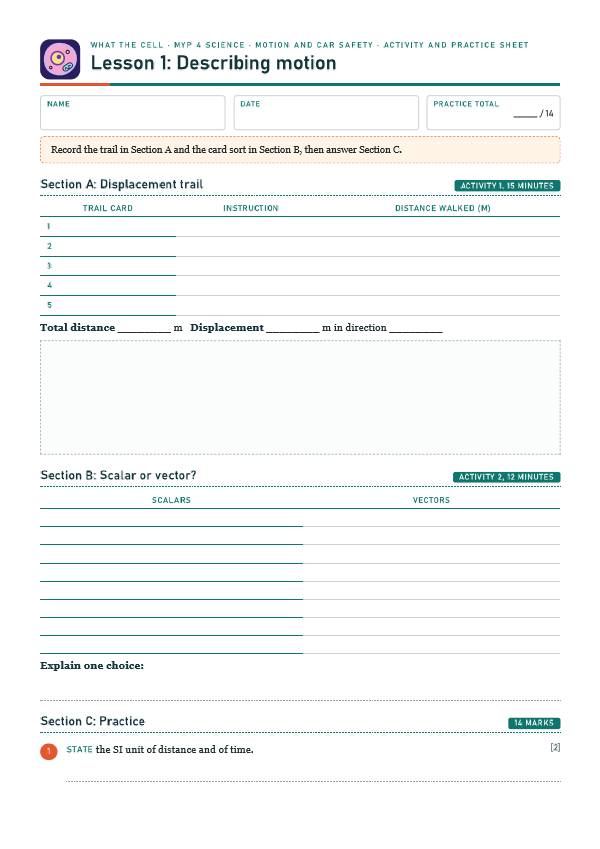 WHAT THE CELL · MYP 4 SCIENCE · MOTION AND CAR SAFETY · ACTIVITY AND PRACTICE SHEET
Lesson 1: Describing motion
NAME
DATE
PRACTICE TOTAL
_____ / 14
Record the trail in Section A and the card sort in Section B, then answer Section C.
Section A: Displacement trail
ACTIVITY 1, 15 MINUTES
TRAIL CARD INSTRUCTION DISTANCE WALKED (M)
1
2
3
4
5
Total distance ________ m Displacement ________ m in direction ________
Section B: Scalar or vector?
ACTIVITY 2, 12 MINUTES
SCALARS VECTORS
Explain one choice:
Section C: Practice
14 MARKS
1 STATE the SI unit of distance and of time. [2]